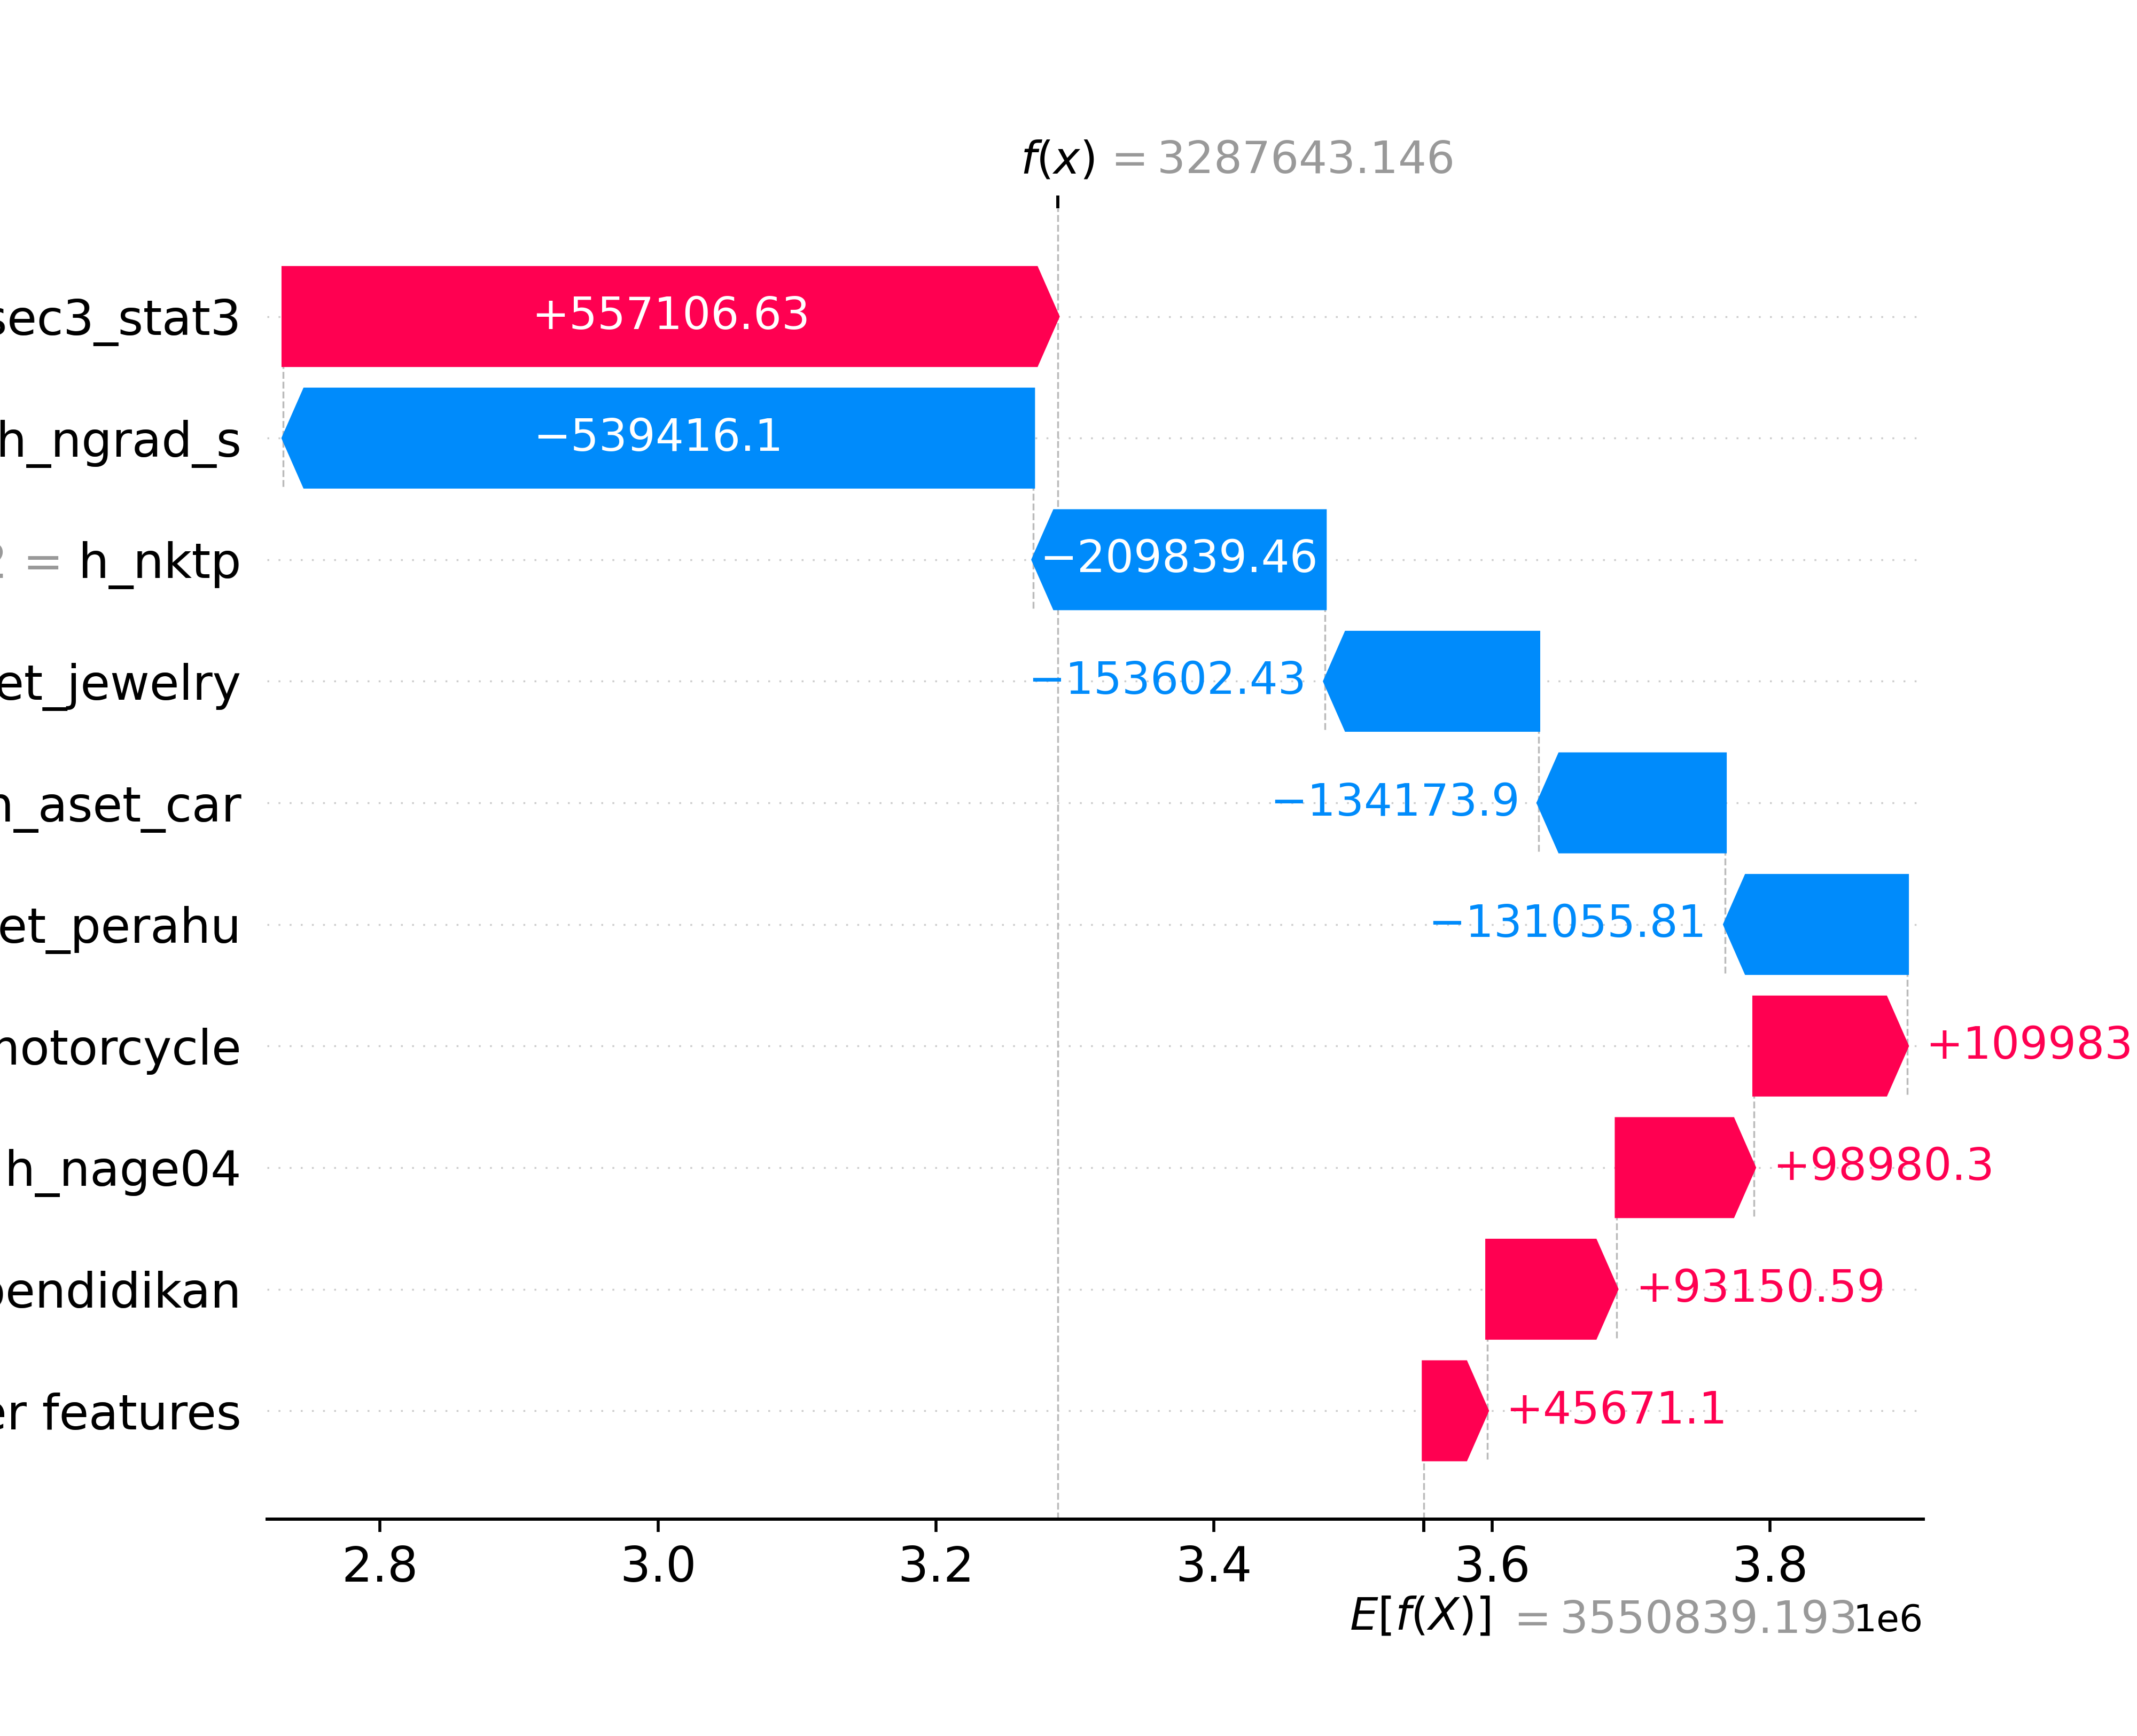 f(x) = 3287643.146
sec3_stat3 +557106.63
h_ngrad_s −539416.1
= h_nktp −209839.46
et_jewelry −153602.43
_aset_car −134173.9
et_perahu −131055.81
otorcycle +109983
h_nage04 +98980.3
endidikan +93150.59
er features +45671.1
2.8 3.0 3.2 3.4 3.6 3.8
E[f(X)] = 3550839.193 1e6